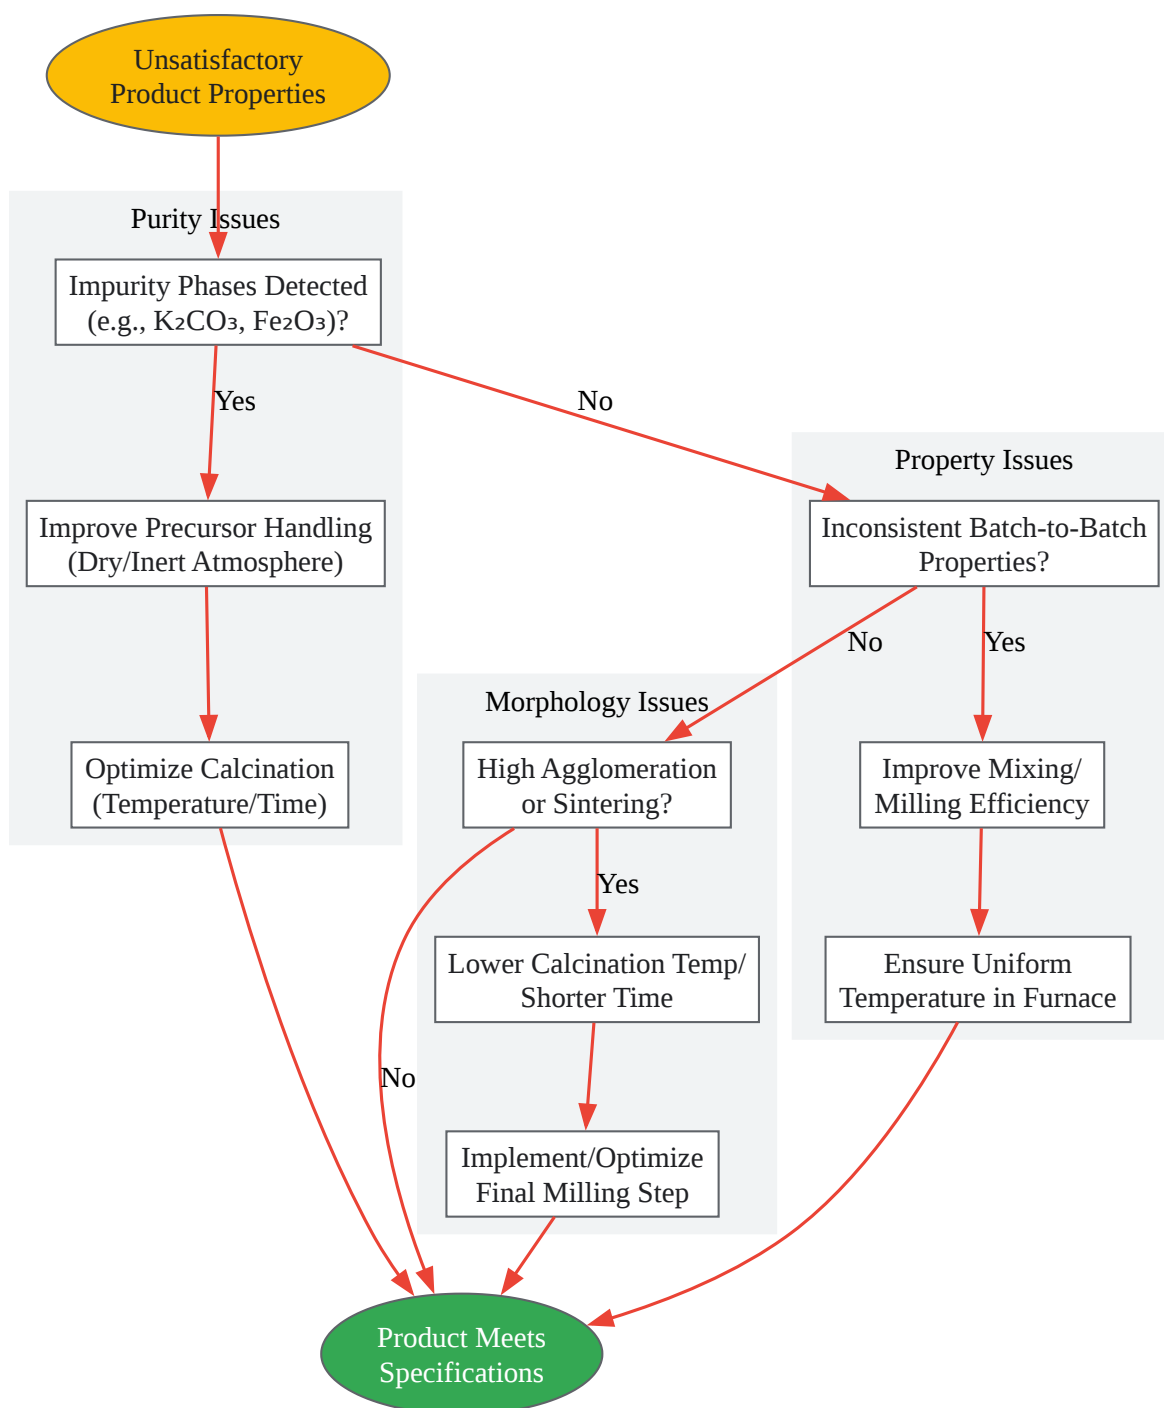 Unsatisfactory
Product Properties
Purity Issues
Impurity Phases Detected
(e.g., K₂CO₃, Fe₂O₃)?
Yes
No
Improve Precursor Handling
(Dry/Inert Atmosphere)
Optimize Calcination
(Temperature/Time)
Property Issues
Inconsistent Batch-to-Batch
Properties?
No
Yes
Improve Mixing/
Milling Efficiency
Ensure Uniform
Temperature in Furnace
Morphology Issues
High Agglomeration
or Sintering?
Yes
No
Lower Calcination Temp/
Shorter Time
Implement/Optimize
Final Milling Step
Product Meets
Specifications